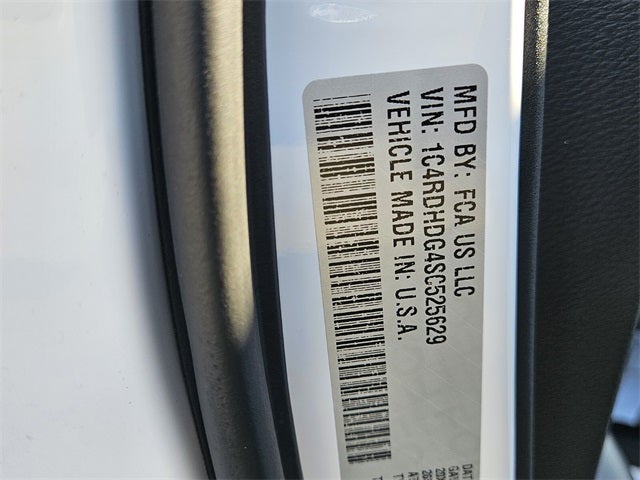 MFD BY: FCA US LLC
VIN: 1C4RDHDG4SC525629
VEHICLE MADE IN: U.S.A.